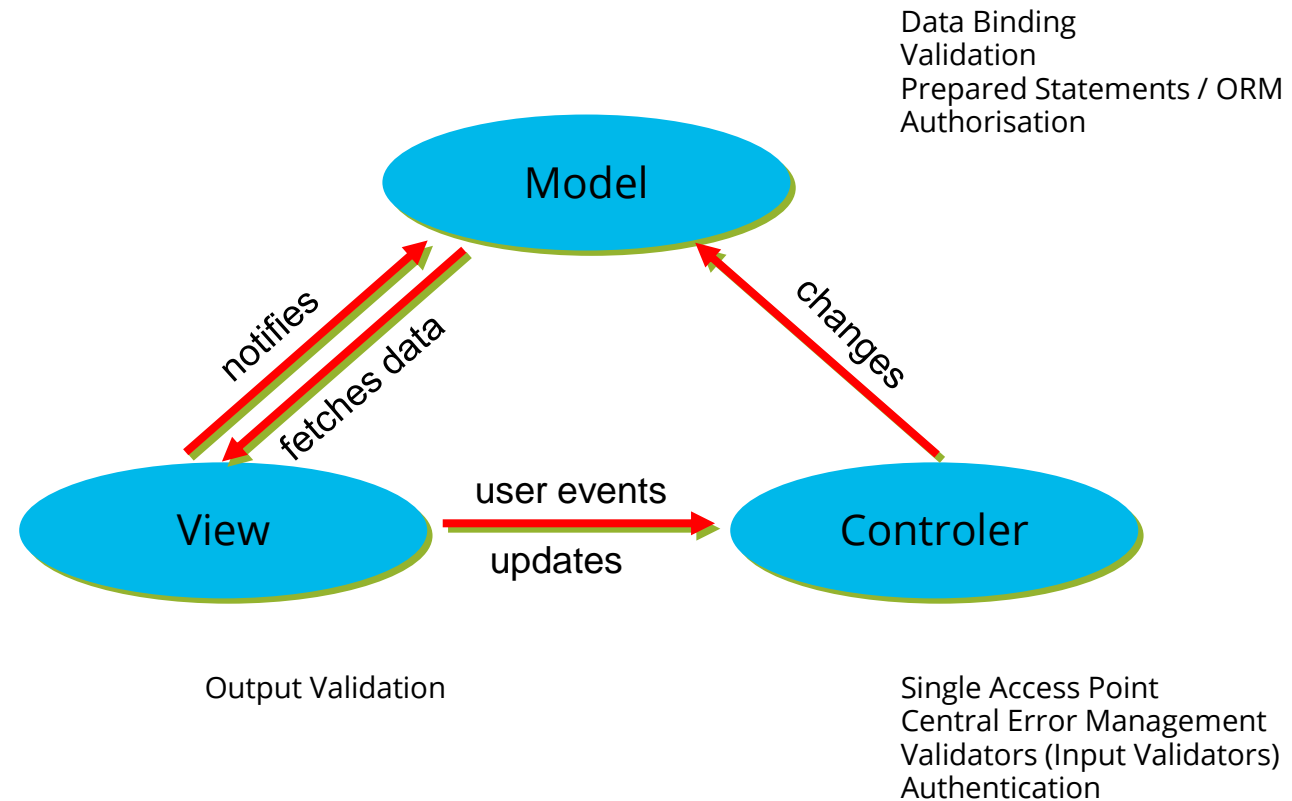 Data Binding
Validation
Prepared Statements / ORM
Authorisation
Model
notifies
fetches data
changes
View
user events
updates
Controler
Output Validation
Single Access Point
Central Error Management
Validators (Input Validators)
Authentication